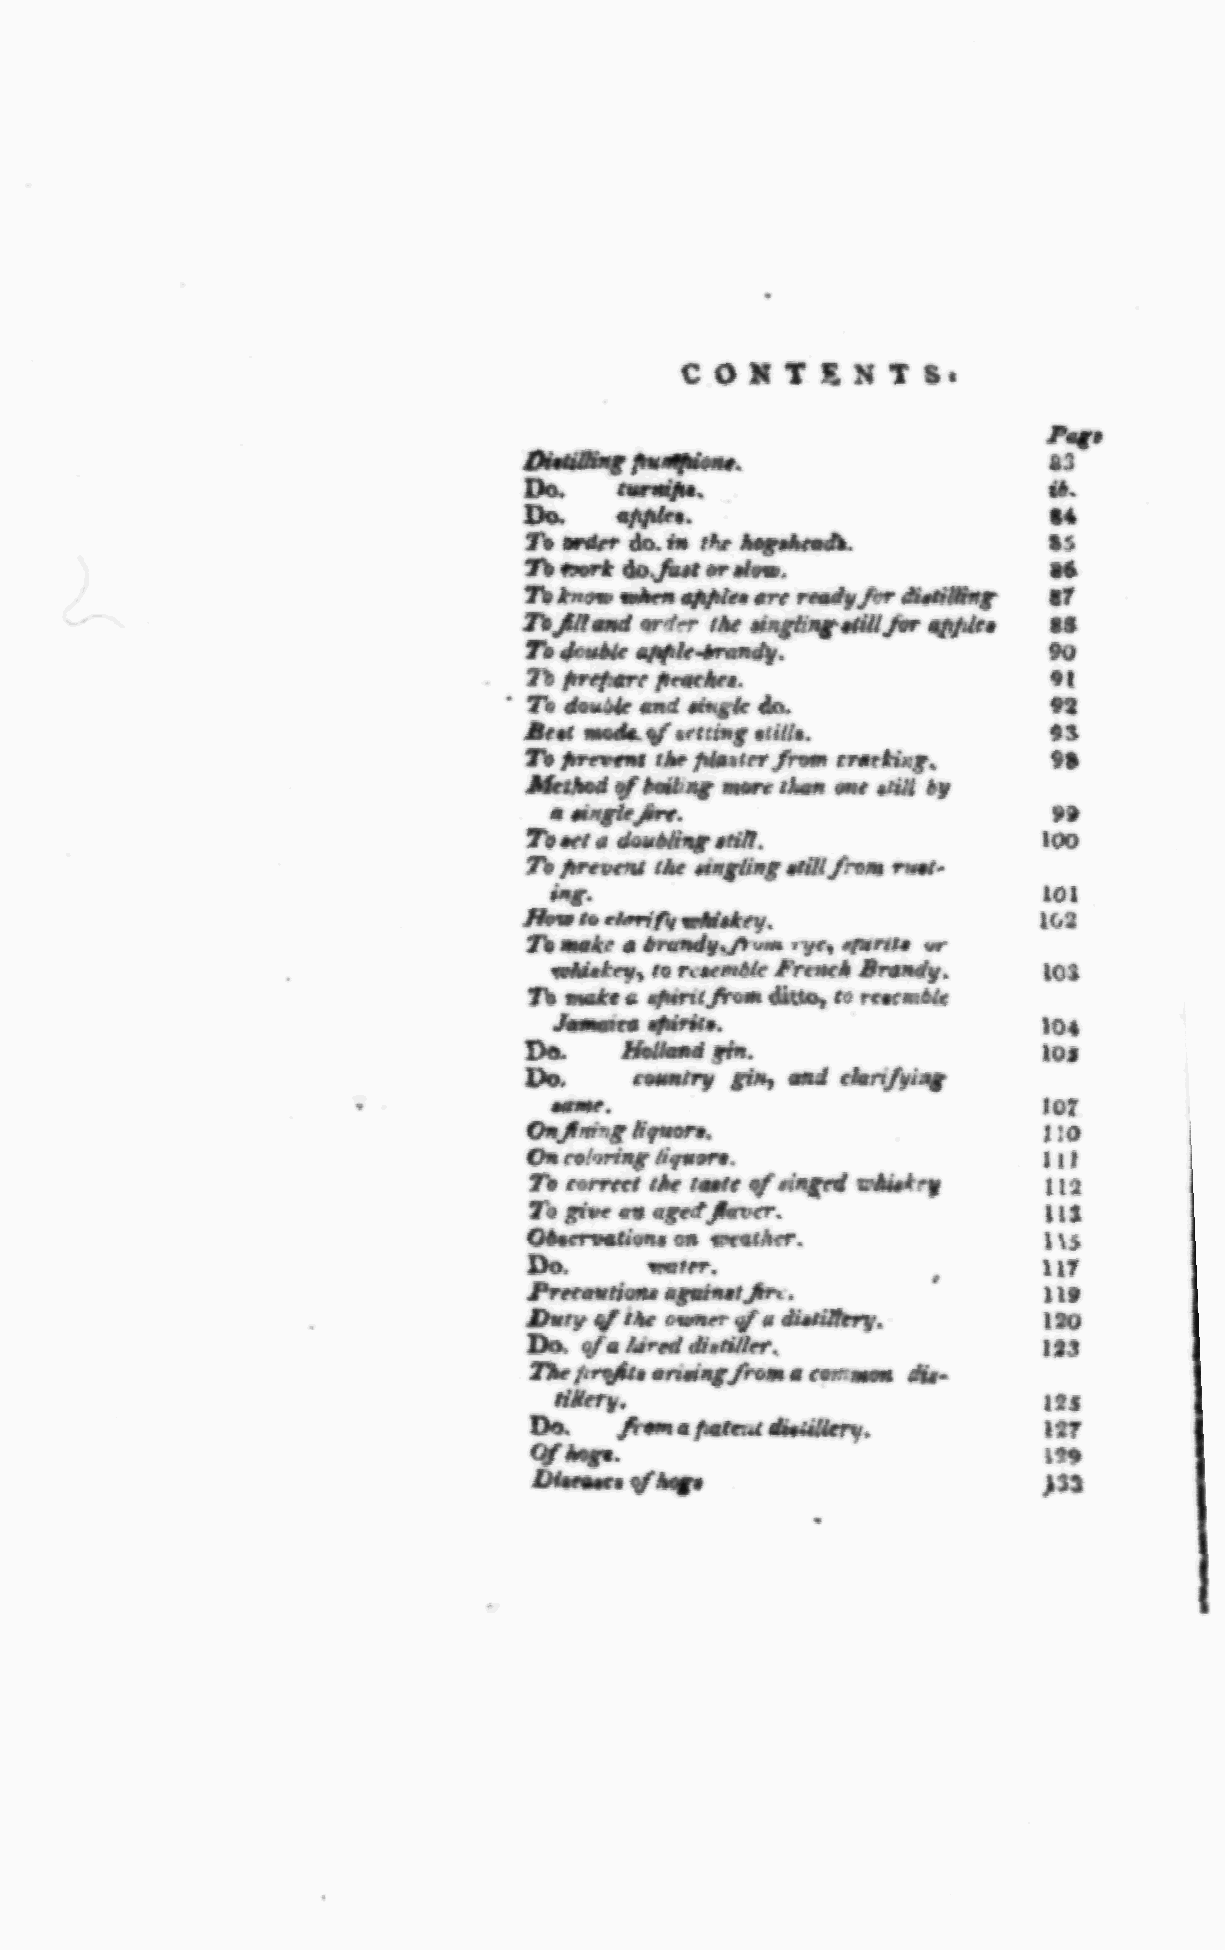 CONTENTS.
Page
Distilling pumpions. 83
Do. turnips. ib.
Do. apples. 84
To order do. in the hogsheads. 85
To work do. fast or slow. 86
To know when apples are ready for distilling 87
To fill and order the singling still for apples 88
To double apple-brandy. 90
To prepare peaches. 91
To double and single do. 92
Best mode of setting stills. 93
To prevent the plaster from cracking. 98
Method of boiling more than one still by
a single fire. 99
To set a doubling still. 100
To prevent the singling still from rust-
ing. 101
How to clarify whiskey. 102
To make a brandy, from rye, spirits or
whiskey, to resemble French Brandy. 103
To make a spirit from ditto, to resemble
Jamaica spirits. 104
Do. Holland gin. 105
Do. country gin, and clarifying
same. 107
On fining liquors. 110
On coloring liquors. 111
To correct the taste of singed whiskey 112
To give an aged flavor. 113
Observations on weather. 115
Do. water. 117
Precautions against fire. 119
Duty of the owner of a distillery. 120
Do. of a hired distiller. 123
The profits arising from a common dis-
tillery. 125
Do. from a patent distillery. 127
Of hogs. 129
Diseases of hogs 133